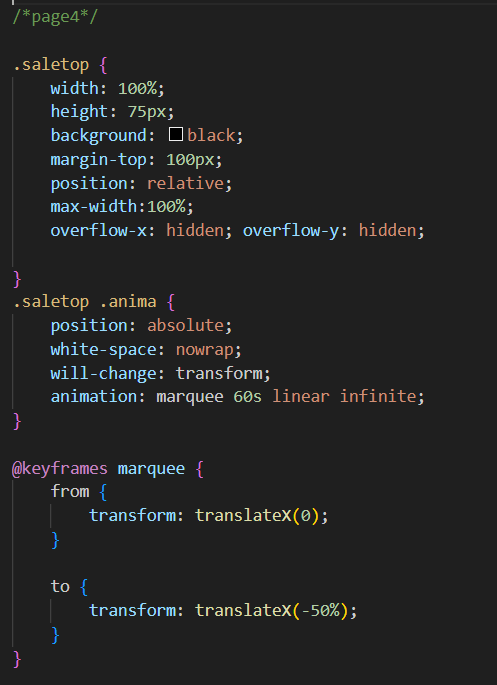 /*page4*/
.saletop {
width: 100%;
height: 75px;
background: black;
margin-top: 100px;
position: relative;
max-width:100%;
overflow-x: hidden; overflow-y: hidden;
}
.saletop .anima {
position: absolute;
white-space: nowrap;
will-change: transform;
animation: marquee 60s linear infinite;
}
@keyframes marquee {
from {
transform: translateX(0);
}
to {
transform: translateX(-50%);
}
}